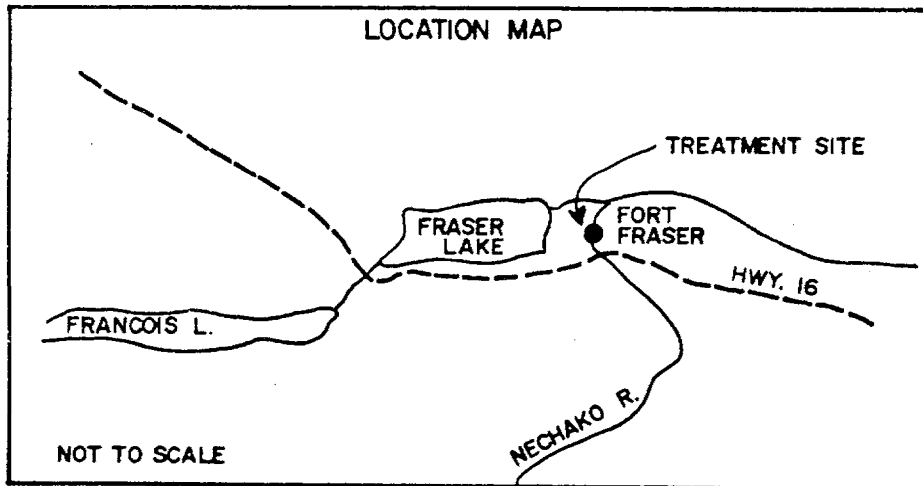 LOCATION MAP
TREATMENT SITE
FRASER
LAKE
FORT
FRASER
HWY. 16
FRANCOIS L.
NECHAKO R.
NOT TO SCALE